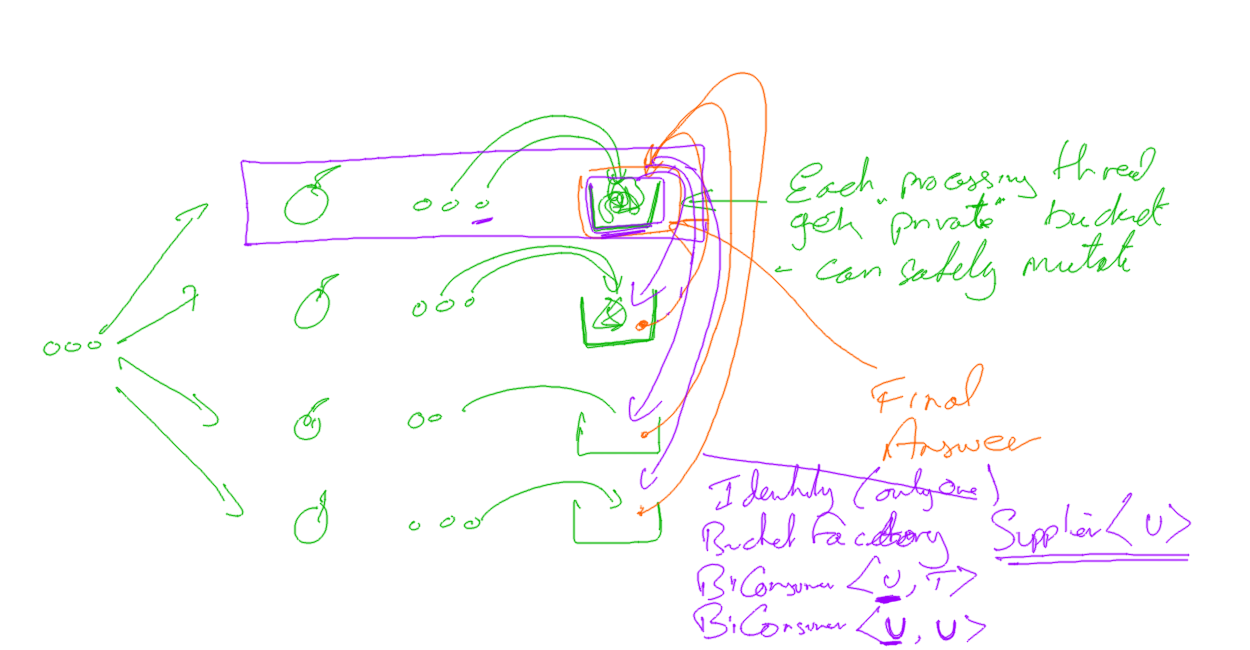 Each processing thread
gets "private" bucket
- can safely mutate
Final
Answer
Identity (only one)
Bucket Factory Supplier<U>
BiConsumer <U, T>
BiConsumer <U, U>